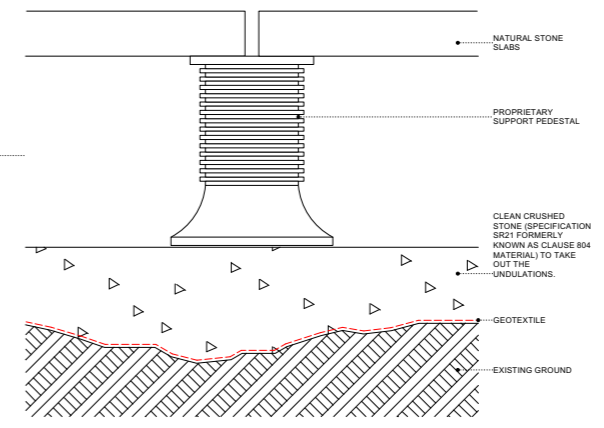 NATURAL STONE
SLABS
PROPRIETARY
SUPPORT PEDESTAL
CLEAN CRUSHED
STONE (SPECIFICATION
SR21 FORMERLY
KNOWN AS CLAUSE 804
MATERIAL) TO TAKE
OUT THE
UNDULATIONS.
GEOTEXTILE
EXISTING GROUND